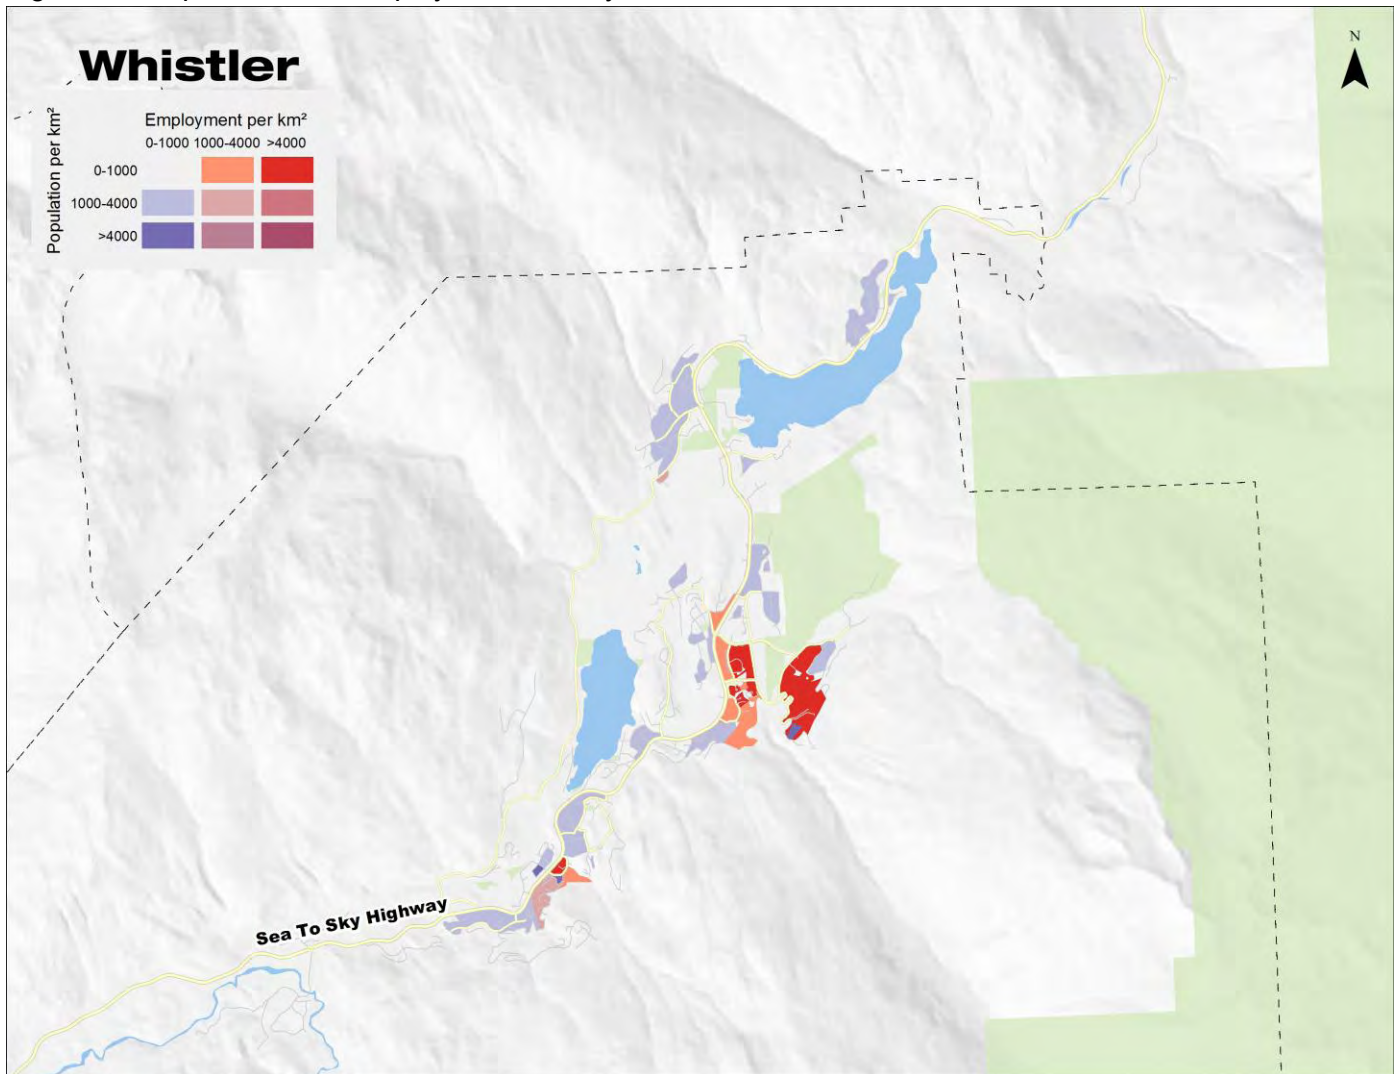 Whistler
N
Employment per km²
0-1000 1000-4000 >4000
Population per km²
0-1000
1000-4000
>4000
Sea To Sky Highway